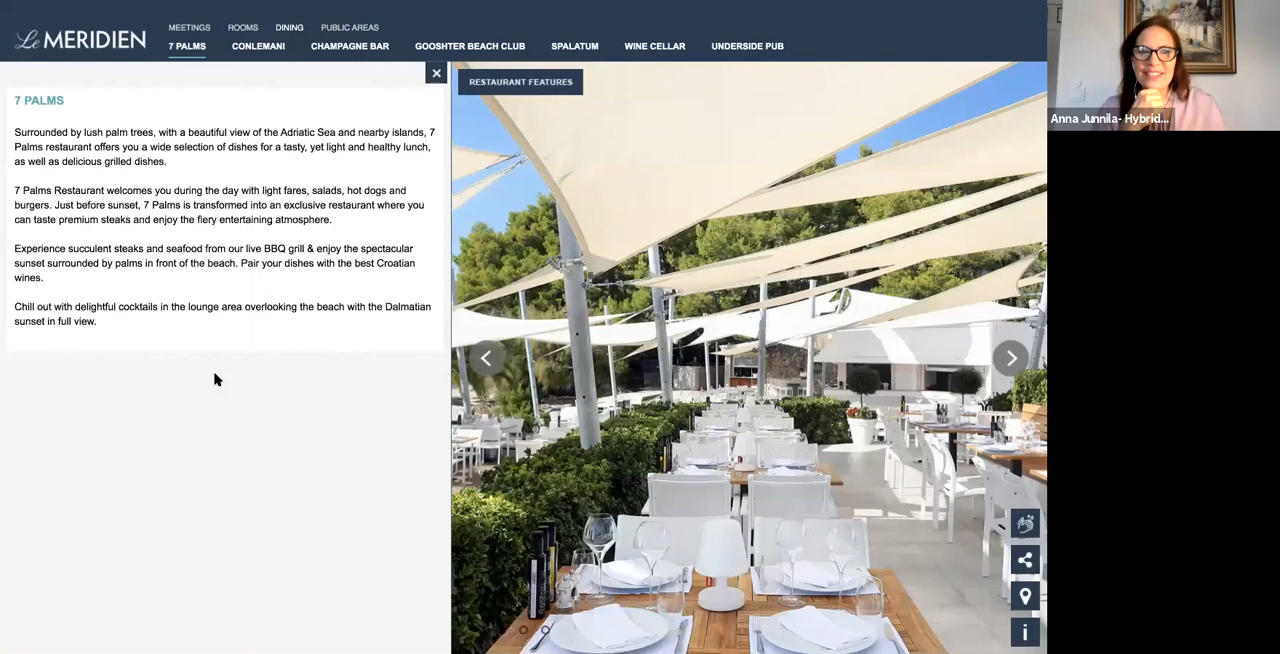 Le MERIDIEN
MEETINGS ROOMS DINING PUBLIC AREAS
7 PALMS CONLEMANI CHAMPAGNE BAR GOOSHTER BEACH CLUB SPALATUM WINE CELLAR UNDERSIDE PUB
7 PALMS
Surrounded by lush palm trees, with a beautiful view of the Adriatic Sea and nearby islands, 7
Palms restaurant offers you a wide selection of dishes for a tasty, yet light and healthy lunch,
as well as delicious grilled dishes.
7 Palms Restaurant welcomes you during the day with light fares, salads, hot dogs and
burgers. Just before sunset, 7 Palms is transformed into an exclusive restaurant where you
can taste premium steaks and enjoy the fiery entertaining atmosphere.
Experience succulent steaks and seafood from our live BBQ grill & enjoy the spectacular
sunset surrounded by palms in front of the beach. Pair your dishes with the best Croatian
wines.
Chill out with delightful cocktails in the lounge area overlooking the beach with the Dalmatian
sunset in full view.
RESTAURANT FEATURES
Anna Junnila- Hybrid...